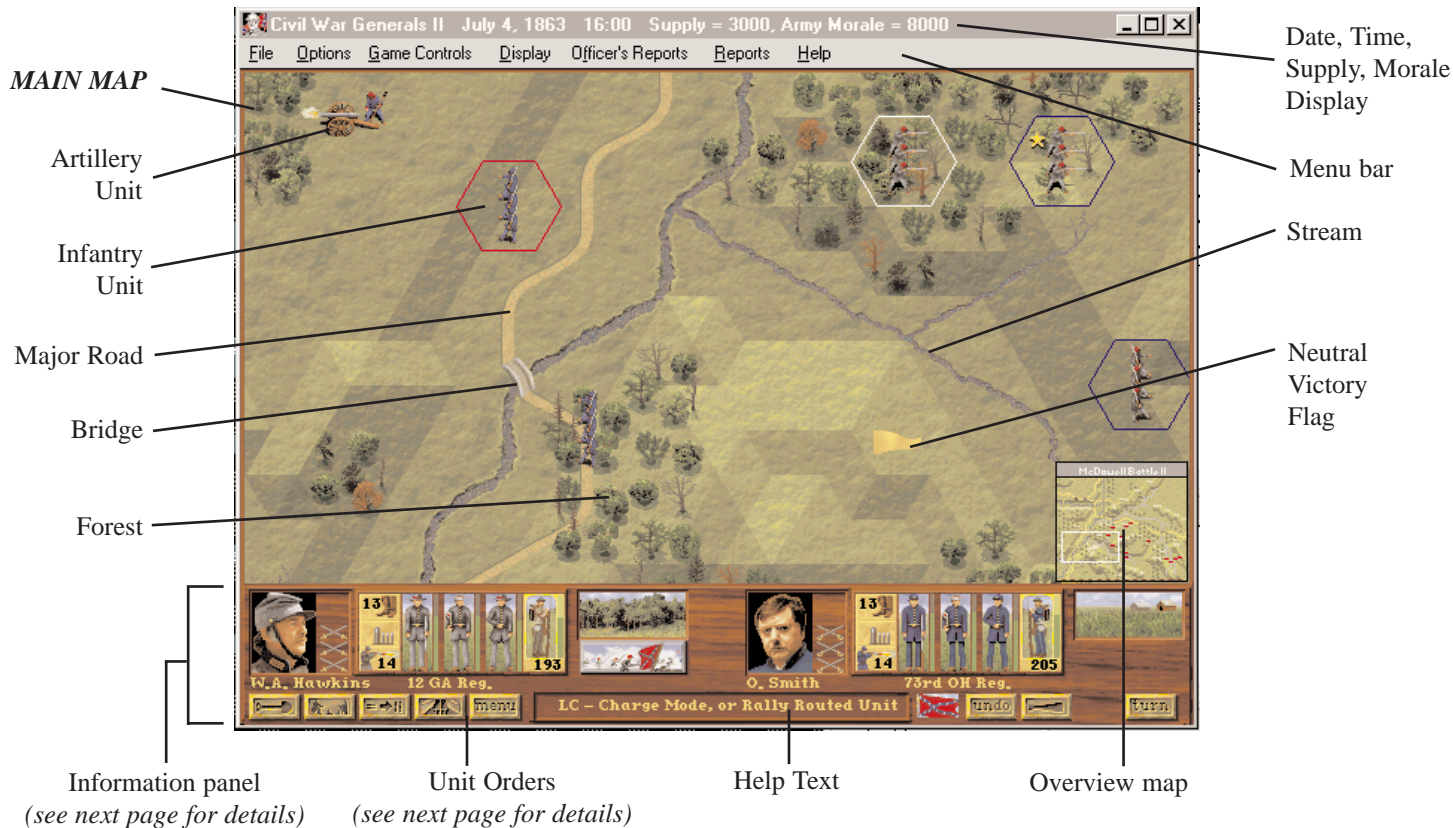 Civil War Generals II July 4, 1863 16:00 Supply = 3000, Army Morale = 8000
File Options Game Controls Display Officer's Reports Reports Help
MAIN MAP
Artillery
Unit
Infantry
Unit
Major Road
Bridge
Forest
Date, Time,
Supply, Morale
Display
Menu bar
Stream
Neutral
Victory
Flag
McDowell Battle II
13
14
193
W.A. Hawkins 12 GA Reg.
13
14
205
O. Smith 73rd OH Reg.
menu
LC – Charge Mode, or Rally Routed Unit
undo
turn
Information panel
(see next page for details)
Unit Orders
(see next page for details)
Help Text
Overview map